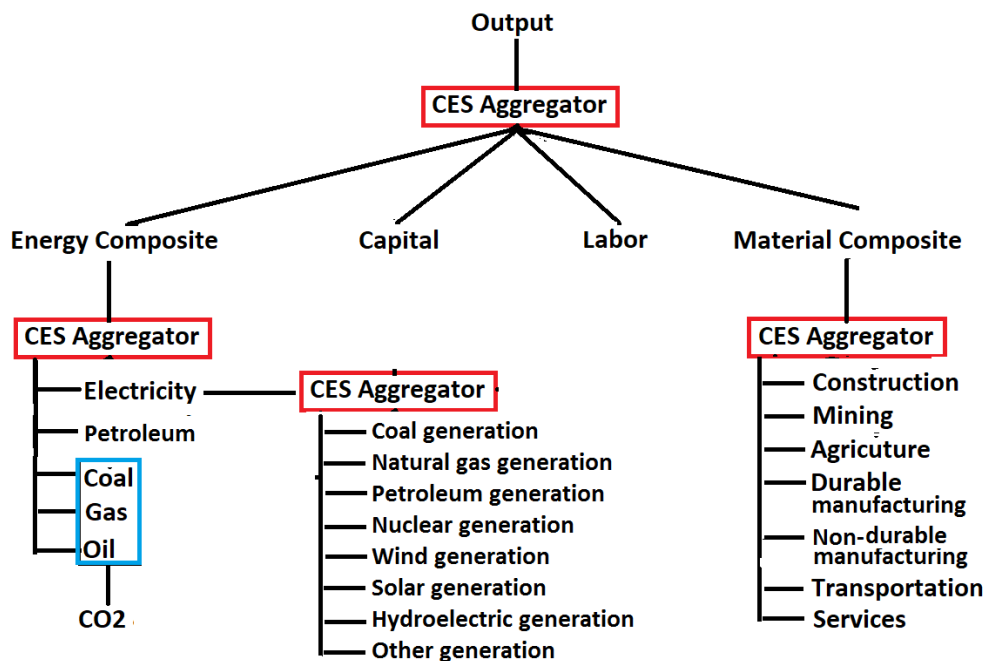 Output
CES Aggregator
Energy Composite
Capital
Labor
Material Composite
CES Aggregator
Electricity
Petroleum
Coal
Gas
Oil
CO2
CES Aggregator
Coal generation
Natural gas generation
Petroleum generation
Nuclear generation
Wind generation
Solar generation
Hydroelectric generation
Other generation
CES Aggregator
Construction
Mining
Agricuture
Durable
manufacturing
Non-durable
manufacturing
Transportation
Services